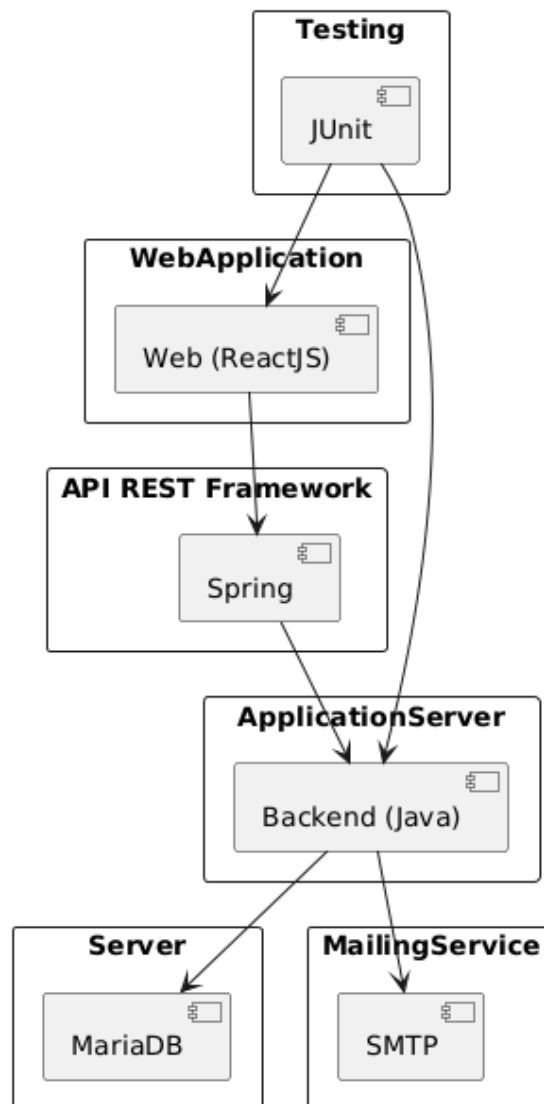 Testing
JUnit
WebApplication
Web (ReactJS)
API REST Framework
Spring
ApplicationServer
Backend (Java)
Server
MailingService
MariaDB
SMTP